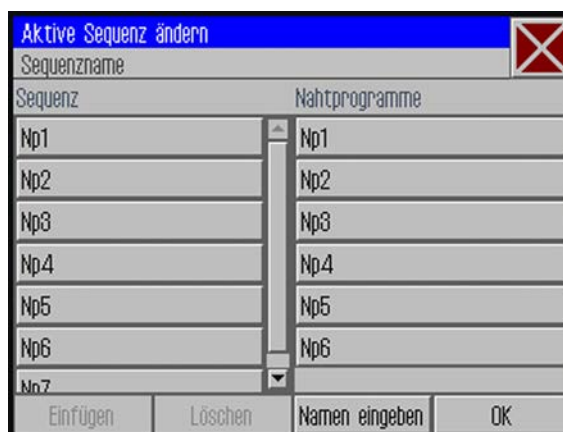 Aktive Sequenz ändern
Sequenzname
Sequenz Nahtprogramme
Np1 Np1
Np2 Np2
Np3 Np3
Np4 Np4
Np5 Np5
Np6 Np6
Np7
Einfügen Löschen Namen eingeben OK